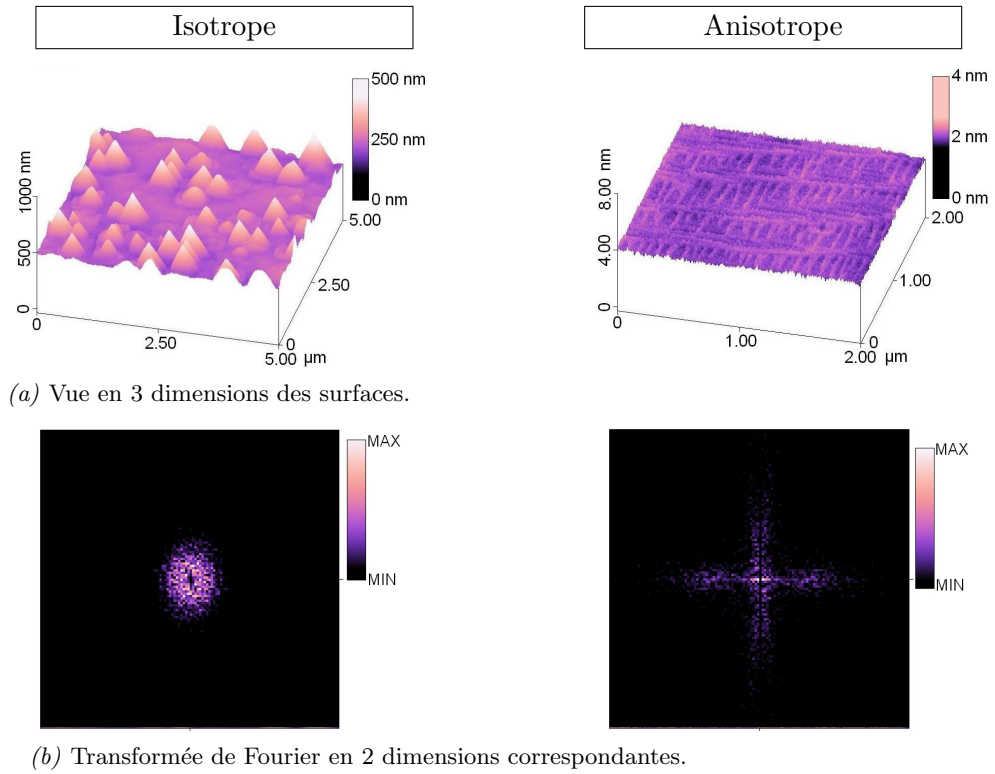 Isotrope
Anisotrope
500 nm
250 nm
0 nm
1000 nm
500
0
0
2.50
5.00 µm
0
2.50
5.00
4 nm
2 nm
0 nm
8.00 nm
4.00
0
0
1.00
2.00 µm
0
1.00
2.00
(a) Vue en 3 dimensions des surfaces.
MAX
MIN
MAX
MIN
(b) Transformée de Fourier en 2 dimensions correspondantes.